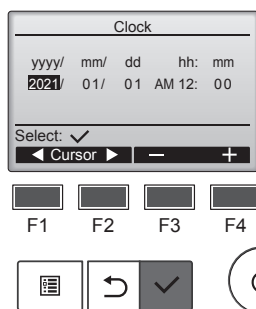 Clock
yyyy/ mm/ dd hh: mm
2021/ 01/ 01 AM 12: 00
Select: ✓
◀ Cursor ▶ − +
F1 F2 F3 F4